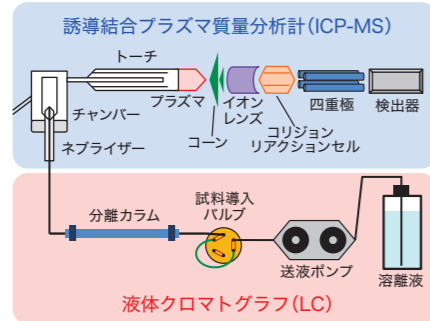 誘導結合プラズマ質量分析計(ICP-MS)
トーチ
プラズマ
チャンバー
ネブライザー
コーン
イオン
レンズ
コリジョン
リアクションセル
四重極
検出器
分離カラム
試料導入
バルブ
送液ポンプ
溶離液
液体クロマトグラフ(LC)